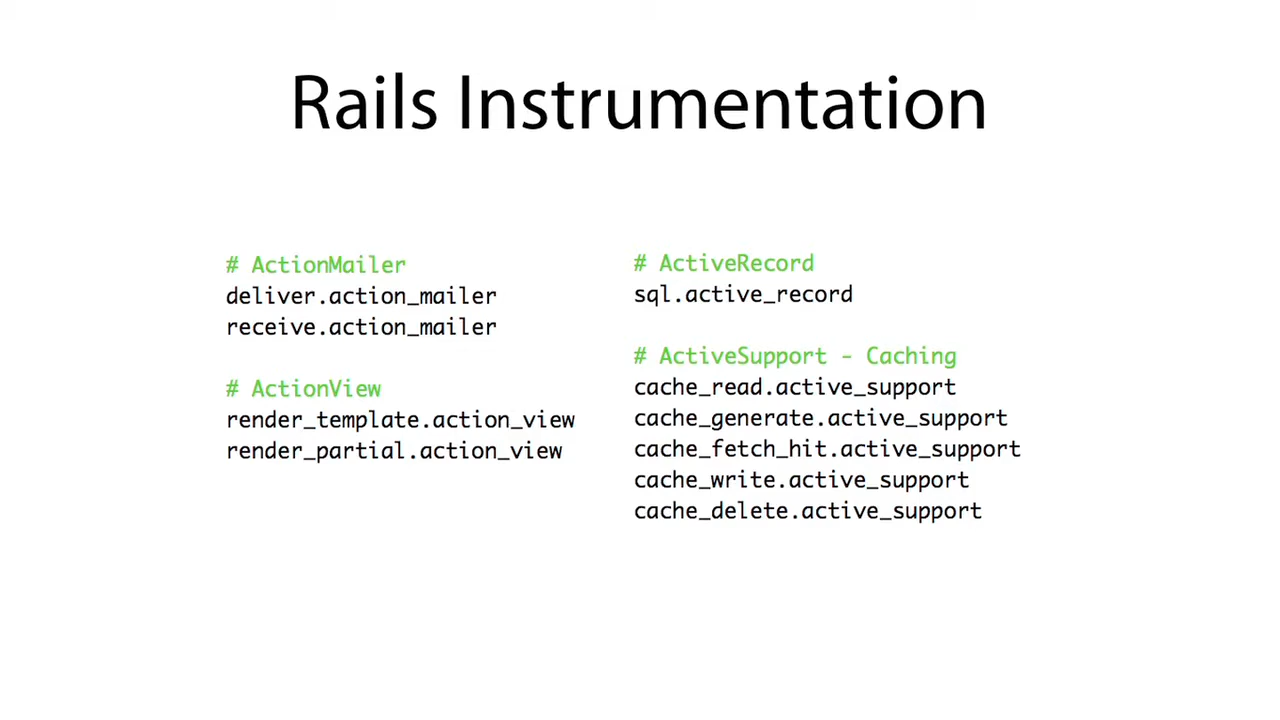 Rails Instrumentation
# ActionMailer
deliver.action_mailer
receive.action_mailer
# ActionView
render_template.action_view
render_partial.action_view
# ActiveRecord
sql.active_record
# ActiveSupport - Caching
cache_read.active_support
cache_generate.active_support
cache_fetch_hit.active_support
cache_write.active_support
cache_delete.active_support